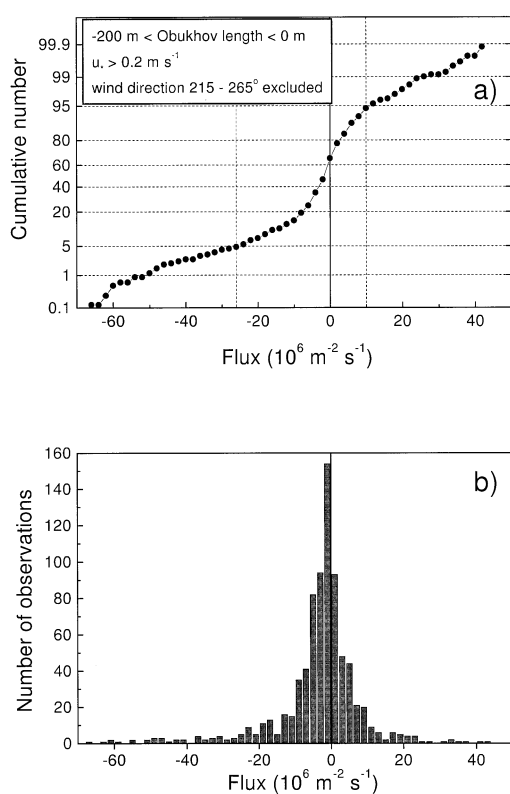 -200 m < Obukhov length < 0 m
u* > 0.2 m s-1
wind direction 215 - 265° excluded
a)
Cumulative number
99.9
99
95
80
60
40
20
5
1
0.1
-60 -40 -20 0 20 40
Flux (10^6 m^-2 s^-1)
b)
Number of observations
160
140
120
100
80
60
40
20
0
-60 -40 -20 0 20 40
Flux (10^6 m^-2 s^-1)